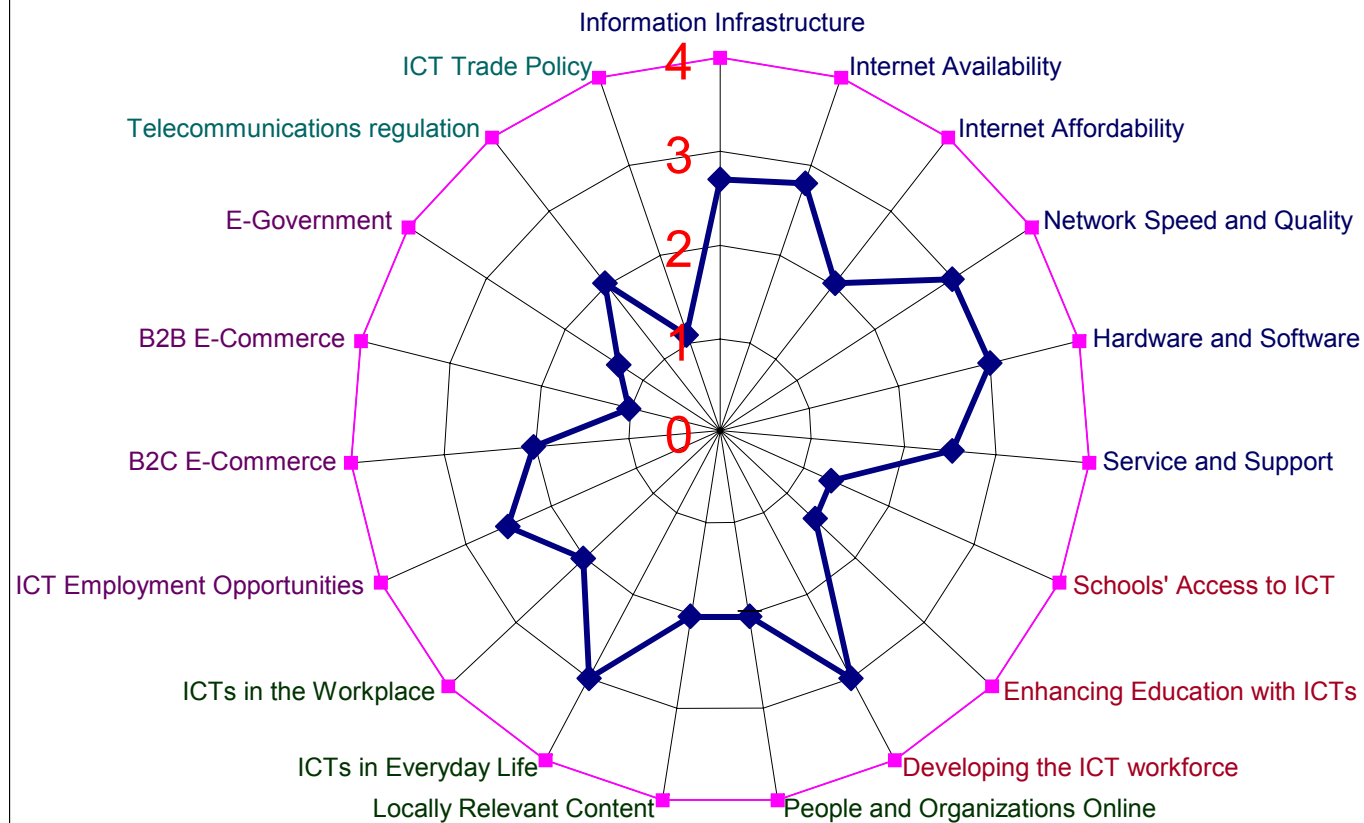 Information Infrastructure
ICT Trade Policy
4
Internet Availability
Telecommunications regulation
Internet Affordability
3
E-Government
Network Speed and Quality
2
B2B E-Commerce
1
Hardware and Software
0
B2C E-Commerce
Service and Support
ICT Employment Opportunities
Schools' Access to ICT
ICTs in the Workplace
Enhancing Education with ICTs
ICTs in Everyday Life
Developing the ICT workforce
Locally Relevant Content
People and Organizations Online